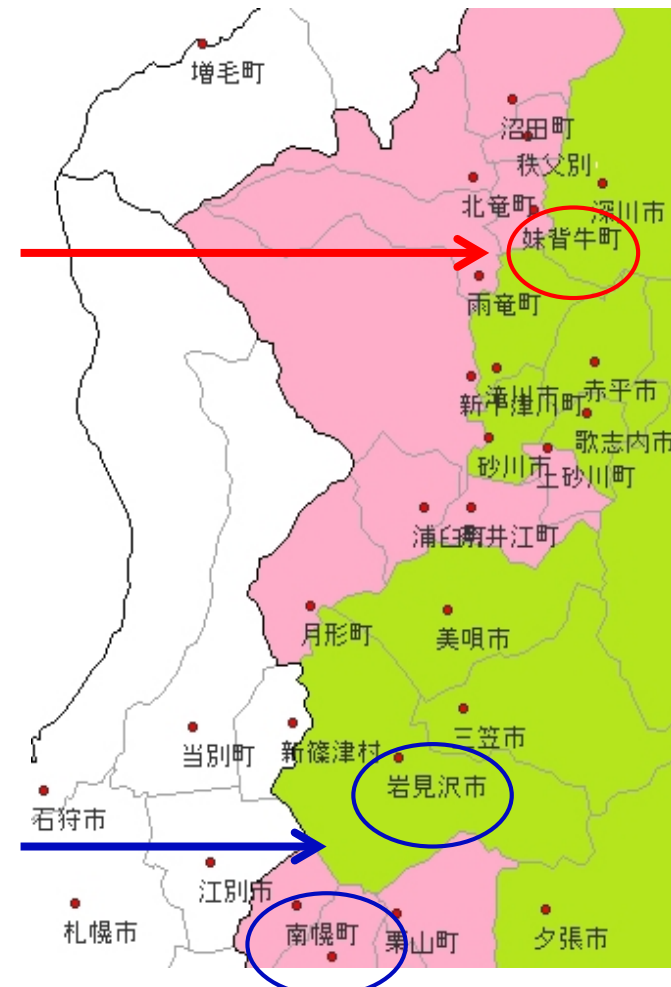 増毛町
沼田町
秩父別
北竜町
深川市
妹背牛町
雨竜町
滝川市
赤平市
新十津川町
歌志内市
砂川市
上砂川町
浦臼町
奈井江町
月形町
美唄市
三笠市
当別町
新篠津村
岩見沢市
石狩市
江別市
札幌市
南幌町
栗山町
夕張市